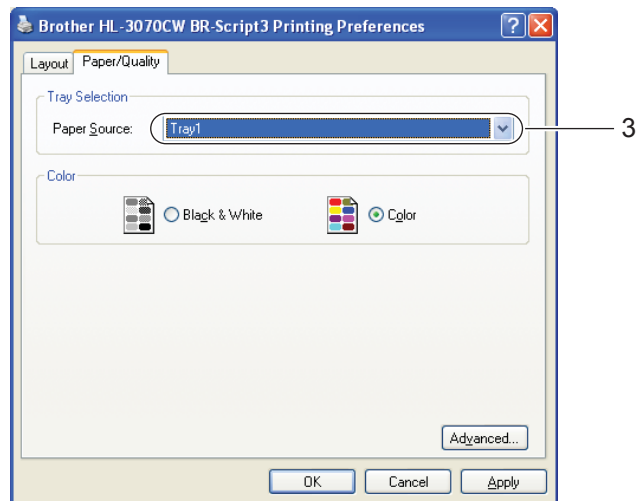 Brother HL-3070CW BR-Script3 Printing Preferences
Layout Paper/Quality
Tray Selection
Paper Source: Tray1 3
Color
Black & White Color
Advanced...
OK Cancel Apply